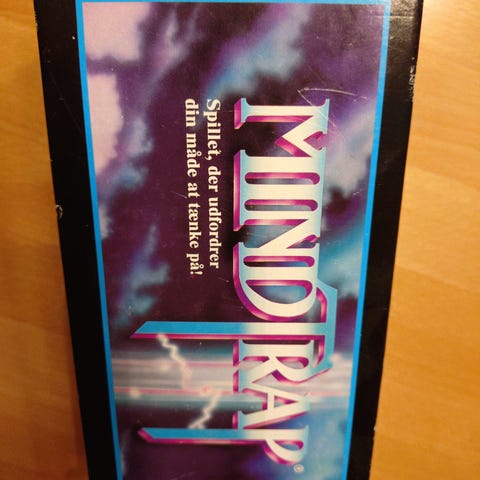 MINDTRAP®
Spillet, der udfordrer
din måde at tænke på!